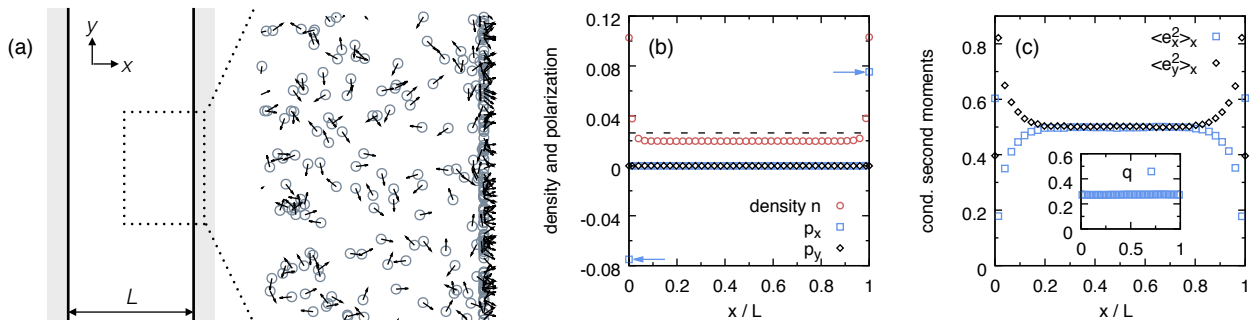 (a)
y
x
L
(b)
density and polarization
0.12
0.08
0.04
0
-0.04
-0.08
density n
p_x
p_y
0 0.2 0.4 0.6 0.8 1
x / L
(c)
cond. second moments
0.8
0.6
0.4
0.2
0
<e_x^2>_x
<e_y^2>_x
0.6
0.4
0.2
0
q
0 0.5 1
0 0.2 0.4 0.6 0.8 1
x / L